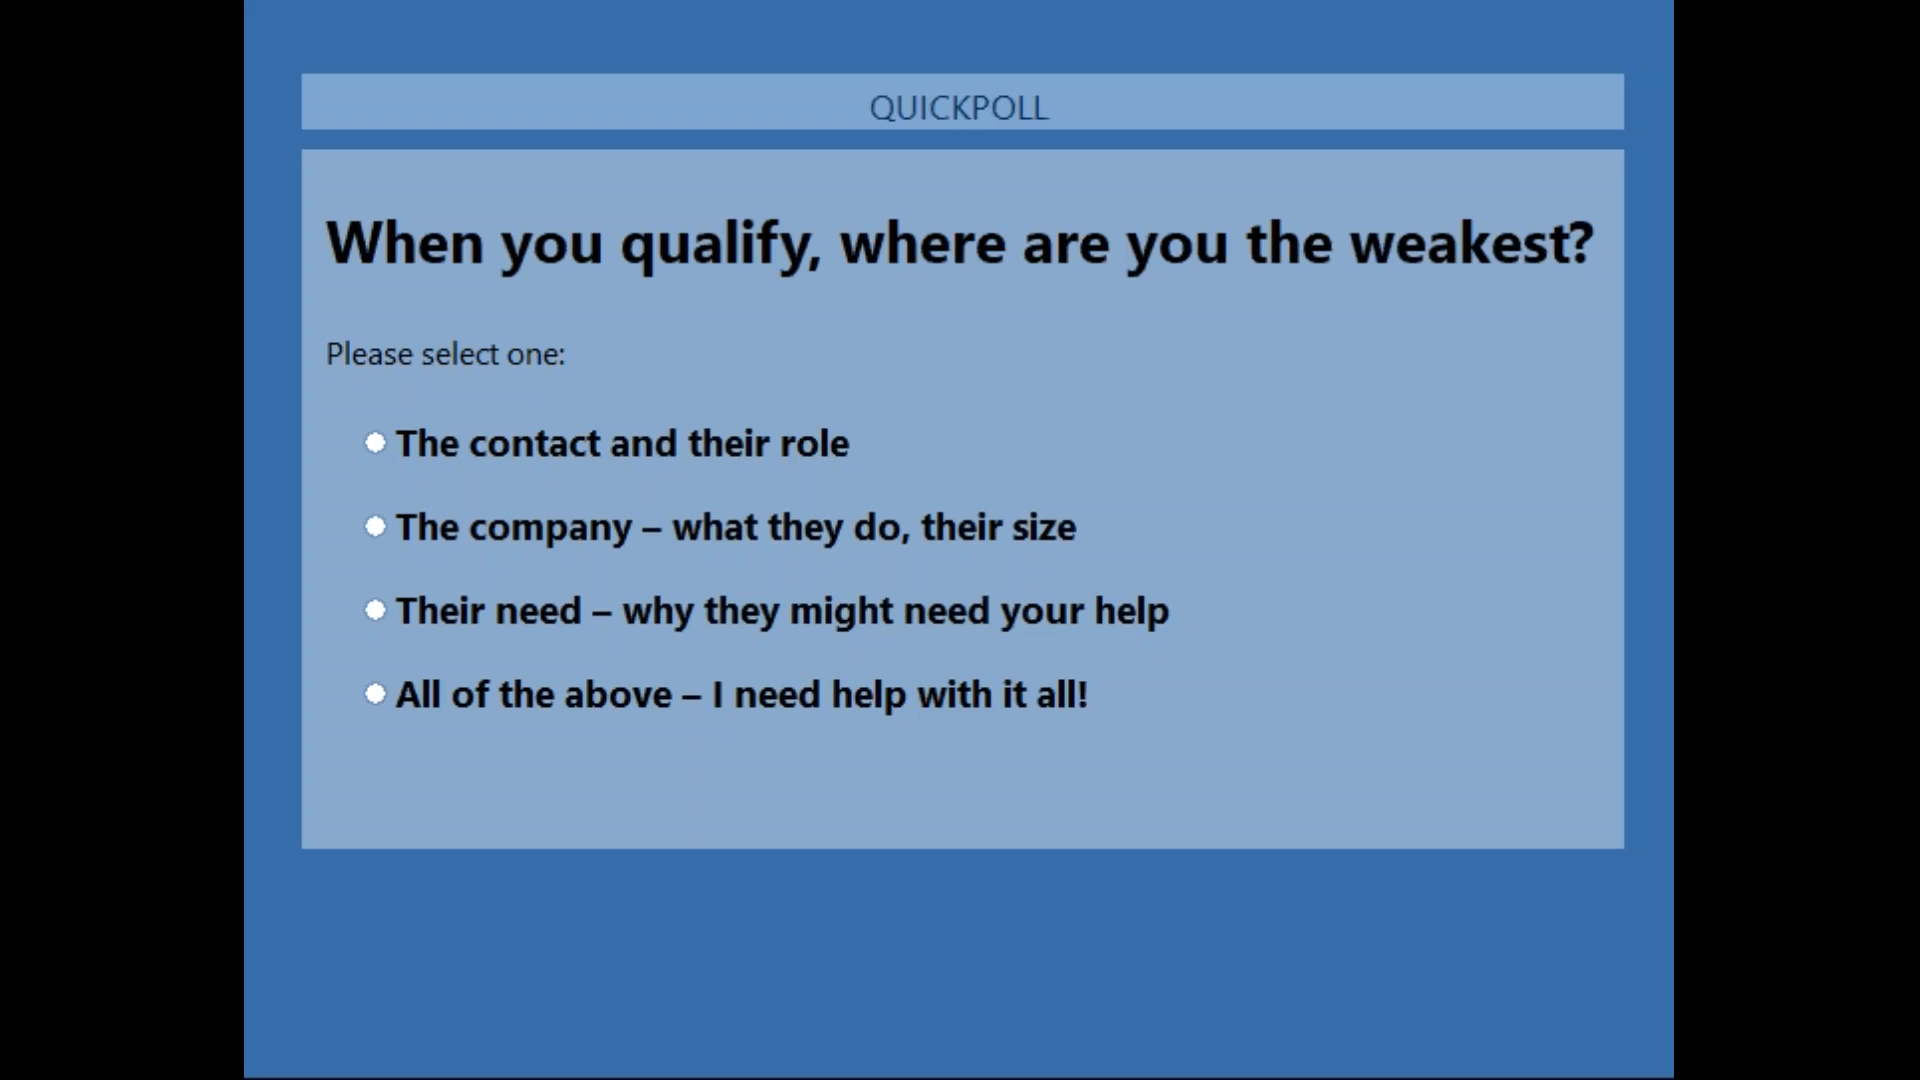 QUICKPOLL
When you qualify, where are you the weakest?
Please select one:
The contact and their role
The company – what they do, their size
Their need – why they might need your help
All of the above – I need help with it all!